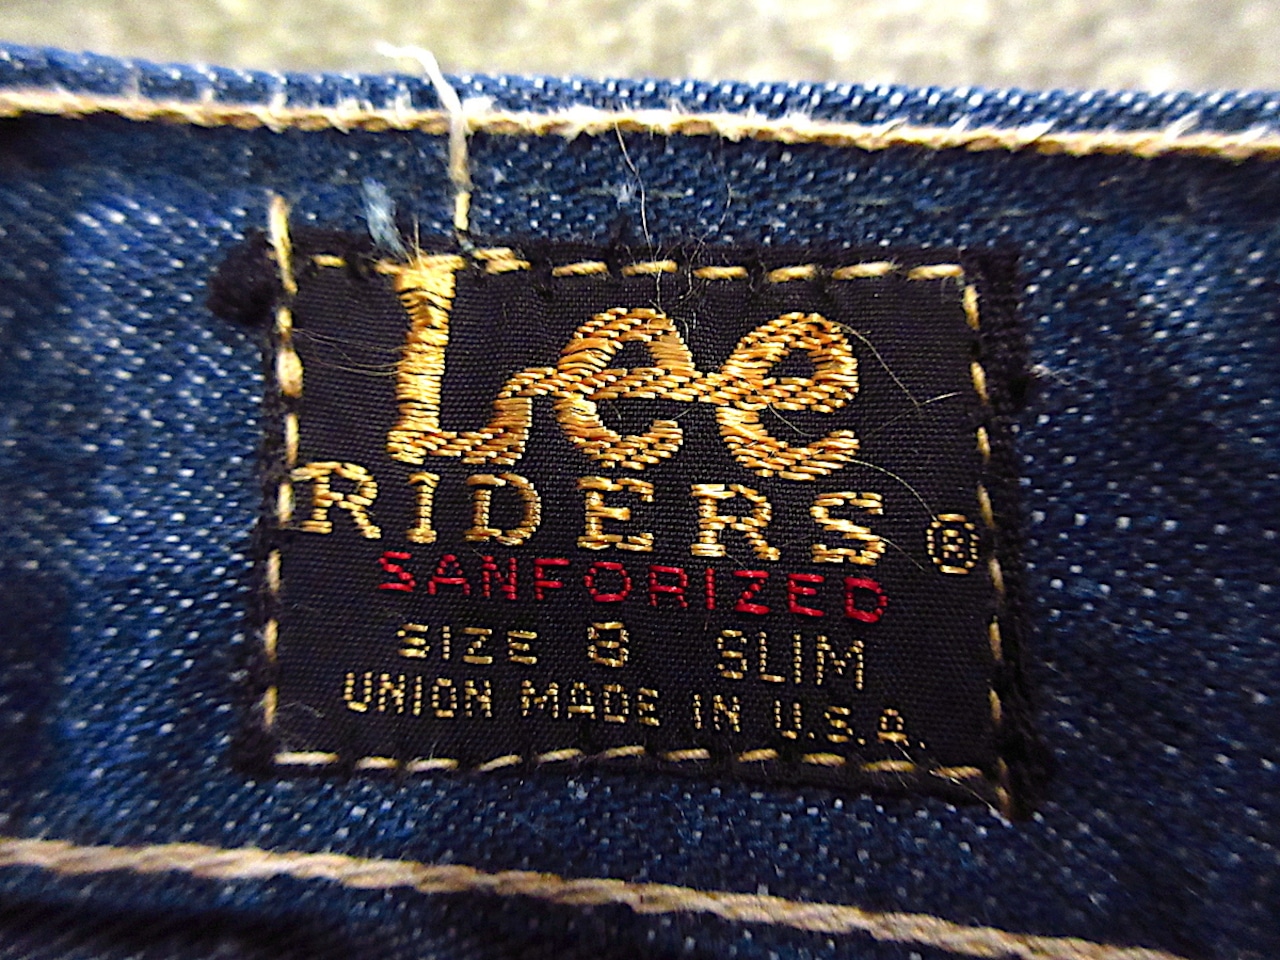 Lee
RIDERS ®
SANFORIZED
SIZE 8 SLIM
UNION MADE IN U.S.A.